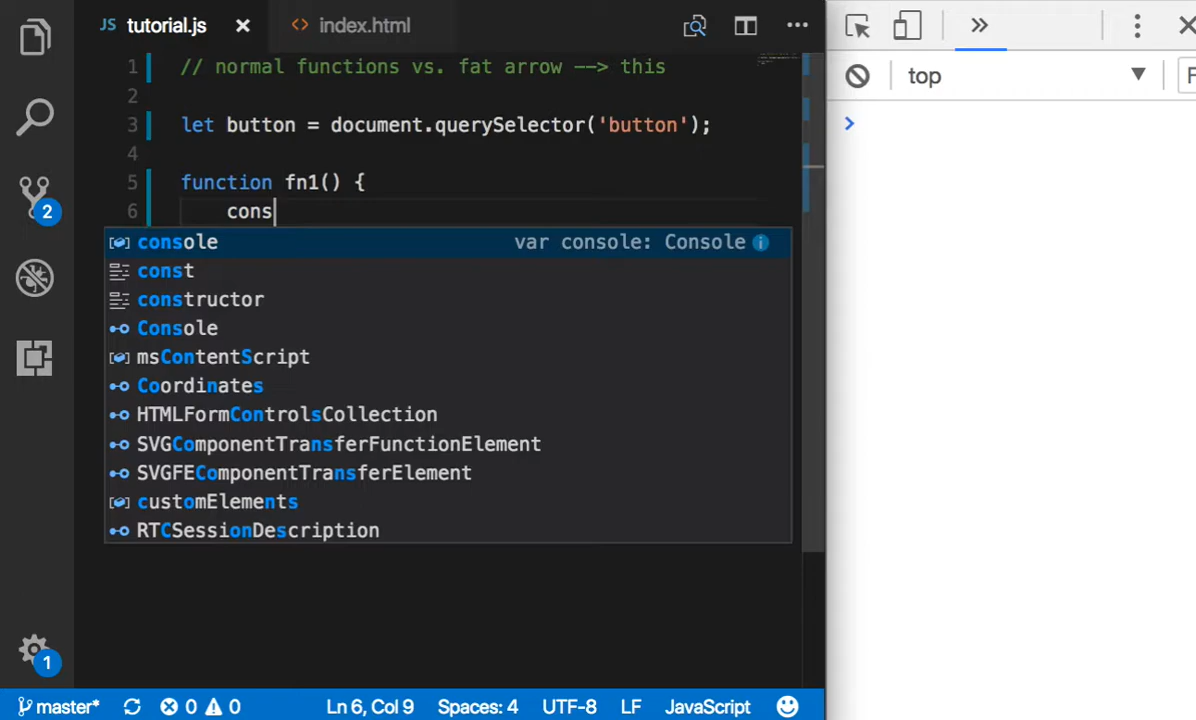 JS tutorial.js
<> index.html
1 // normal functions vs. fat arrow --> this
2
3 let button = document.querySelector('button');
4
5 function fn1() {
6 cons
console var console: Console
const
constructor
Console
msContentScript
Coordinates
HTMLFormControlsCollection
SVGComponentTransferFunctionElement
SVGFEComponentTransferElement
customElements
RTCSessionDescription
2
1
master* 0 0 Ln 6, Col 9 Spaces: 4 UTF-8 LF JavaScript
top
F
>